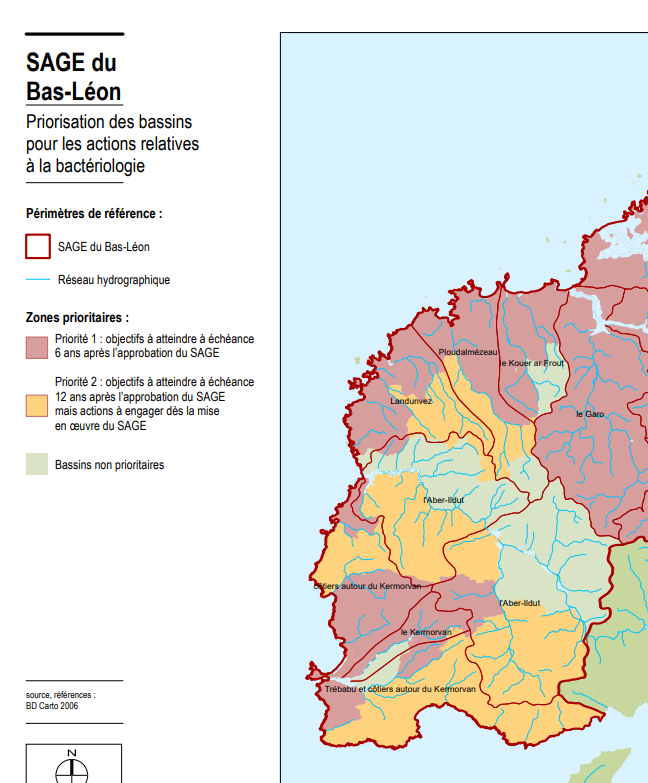 SAGE du
Bas-Léon
Priorisation des bassins
pour les actions relatives
à la bactériologie
Périmètres de référence :
SAGE du Bas-Léon
Réseau hydrographique
Zones prioritaires :
Priorité 1 : objectifs à atteindre à échéance
6 ans après l'approbation du SAGE
Priorité 2 : objectifs à atteindre à échéance
12 ans après l'approbation du SAGE
mais actions à engager dès la mise
en œuvre du SAGE
Bassins non prioritaires
source, références :
BD Carto 2006
N
Ploudalmézeau
le Kouer ar Frout
Landunvez
le Garo
l'Aber-Ildut
côtiers autour du Kermorvan
l'Aber-Ildut
le Kermorvan
Trébabu et côtiers autour du Kermorvan